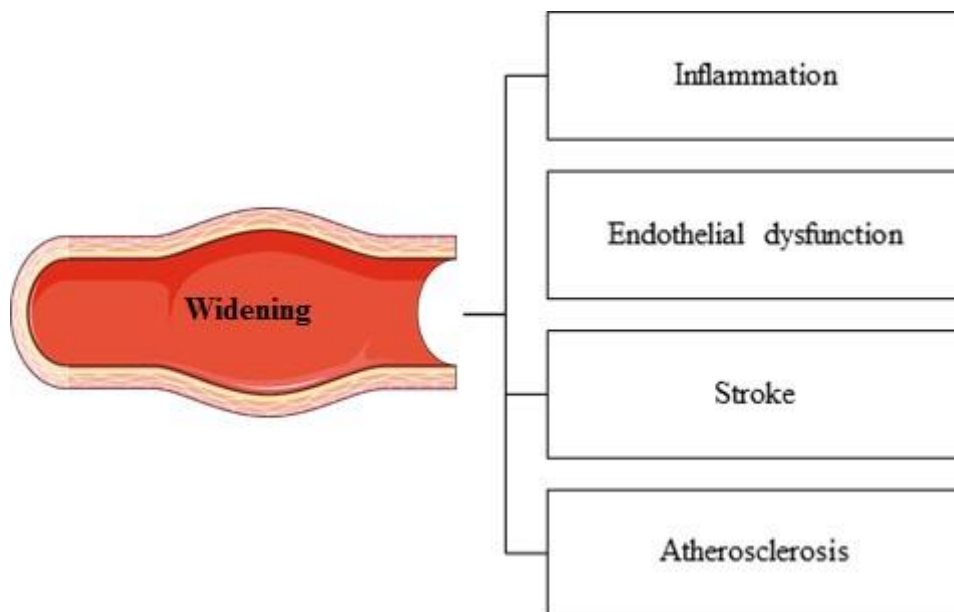 Inflammation
Endothelial dysfunction
Widening
Stroke
Atherosclerosis